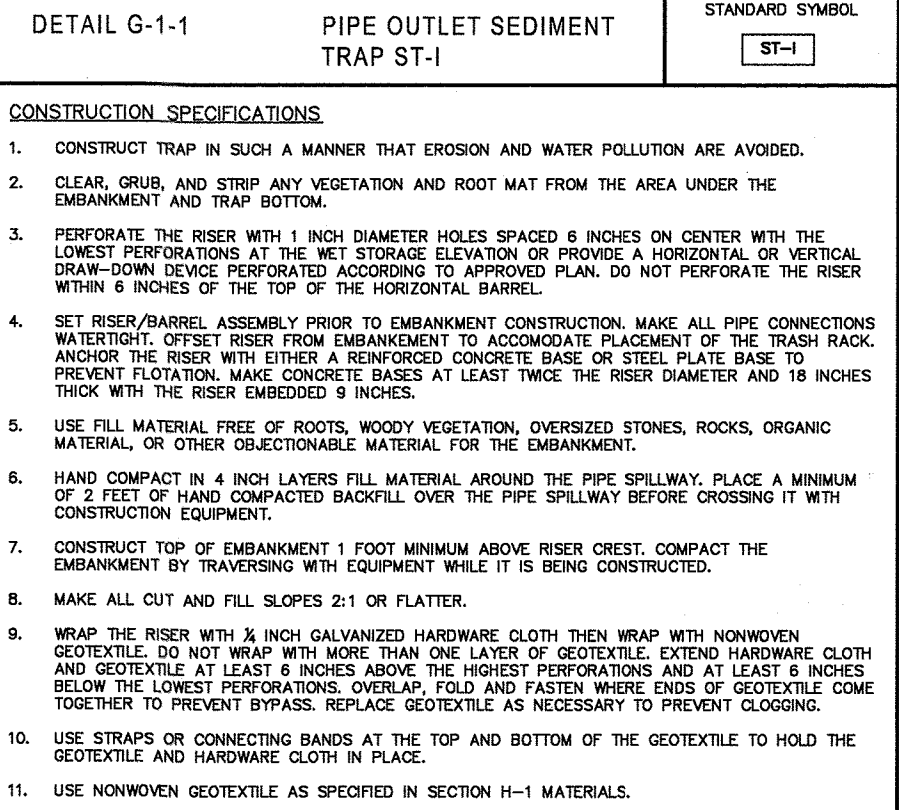 DETAIL G-1-1
PIPE OUTLET SEDIMENT
TRAP ST-I
STANDARD SYMBOL
ST-I
CONSTRUCTION SPECIFICATIONS
1. CONSTRUCT TRAP IN SUCH A MANNER THAT EROSION AND WATER POLLUTION ARE AVOIDED.
2. CLEAR, GRUB, AND STRIP ANY VEGETATION AND ROOT MAT FROM THE AREA UNDER THE
EMBANKMENT AND TRAP BOTTOM.
3. PERFORATE THE RISER WITH 1 INCH DIAMETER HOLES SPACED 6 INCHES ON CENTER WITH THE
LOWEST PERFORATIONS AT THE WET STORAGE ELEVATION OR PROVIDE A HORIZONTAL OR VERTICAL
DRAW-DOWN DEVICE PERFORATED ACCORDING TO APPROVED PLAN. DO NOT PERFORATE THE RISER
WITHIN 6 INCHES OF THE TOP OF THE HORIZONTAL BARREL.
4. SET RISER/BARREL ASSEMBLY PRIOR TO EMBANKMENT CONSTRUCTION. MAKE ALL PIPE CONNECTIONS
WATERTIGHT. OFFSET RISER FROM EMBANKEMENT TO ACCOMODATE PLACEMENT OF THE TRASH RACK.
ANCHOR THE RISER WITH EITHER A REINFORCED CONCRETE BASE OR STEEL PLATE BASE TO
PREVENT FLOTATION. MAKE CONCRETE BASES AT LEAST TWICE THE RISER DIAMETER AND 18 INCHES
THICK WITH THE RISER EMBEDDED 9 INCHES.
5. USE FILL MATERIAL FREE OF ROOTS, WOODY VEGETATION, OVERSIZED STONES, ROCKS, ORGANIC
MATERIAL, OR OTHER OBJECTIONABLE MATERIAL FOR THE EMBANKMENT.
6. HAND COMPACT IN 4 INCH LAYERS FILL MATERIAL AROUND THE PIPE SPILLWAY. PLACE A MINIMUM
OF 2 FEET OF HAND COMPACTED BACKFILL OVER THE PIPE SPILLWAY BEFORE CROSSING IT WITH
CONSTRUCTION EQUIPMENT.
7. CONSTRUCT TOP OF EMBANKMENT 1 FOOT MINIMUM ABOVE RISER CREST. COMPACT THE
EMBANKMENT BY TRAVERSING WITH EQUIPMENT WHILE IT IS BEING CONSTRUCTED.
8. MAKE ALL CUT AND FILL SLOPES 2:1 OR FLATTER.
9. WRAP THE RISER WITH ¼ INCH GALVANIZED HARDWARE CLOTH THEN WRAP WITH NONWOVEN
GEOTEXTILE. DO NOT WRAP WITH MORE THAN ONE LAYER OF GEOTEXTILE. EXTEND HARDWARE CLOTH
AND GEOTEXTILE AT LEAST 6 INCHES ABOVE THE HIGHEST PERFORATIONS AND AT LEAST 6 INCHES
BELOW THE LOWEST PERFORATIONS. OVERLAP, FOLD AND FASTEN WHERE ENDS OF GEOTEXTILE COME
TOGETHER TO PREVENT BYPASS. REPLACE GEOTEXTILE AS NECESSARY TO PREVENT CLOGGING.
10. USE STRAPS OR CONNECTING BANDS AT THE TOP AND BOTTOM OF THE GEOTEXTILE TO HOLD THE
GEOTEXTILE AND HARDWARE CLOTH IN PLACE.
11. USE NONWOVEN GEOTEXTILE AS SPECIFIED IN SECTION H-1 MATERIALS.